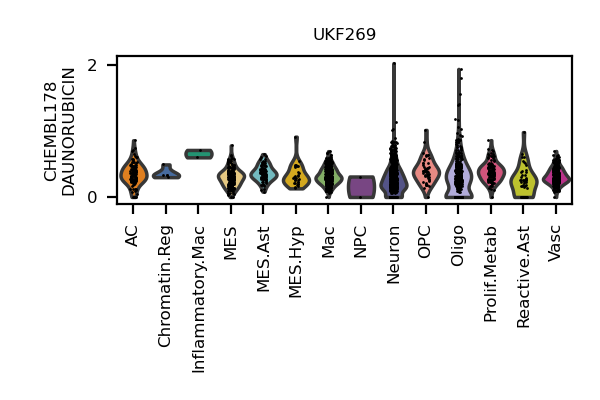 UKF269
CHEMBL178
DAUNORUBICIN
2
0
AC
Chromatin.Reg
Inflammatory.Mac
MES
MES.Ast
MES.Hyp
Mac
NPC
Neuron
OPC
Oligo
Prolif.Metab
Reactive.Ast
Vasc